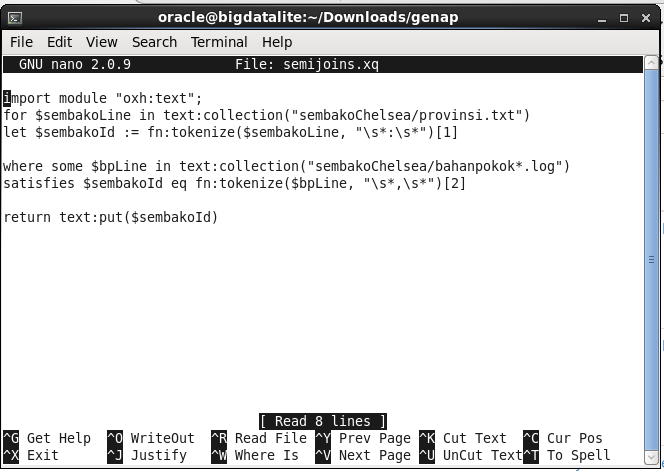 oracle@bigdatalite:~/Downloads/genap
File Edit View Search Terminal Help
GNU nano 2.0.9 File: semijoins.xq
import module "oxh:text";
for $sembakoLine in text:collection("sembakoChelsea/provinsi.txt")
let $sembakoId := fn:tokenize($sembakoLine, "\s*:\s*")[1]
where some $bpLine in text:collection("sembakoChelsea/bahanpokok*.log")
satisfies $sembakoId eq fn:tokenize($bpLine, "\s*,\s*")[2]
return text:put($sembakoId)
[ Read 8 lines ]
^G Get Help ^O WriteOut ^R Read File ^Y Prev Page ^K Cut Text ^C Cur Pos
^X Exit ^J Justify ^W Where Is ^V Next Page ^U UnCut Text ^T To Spell